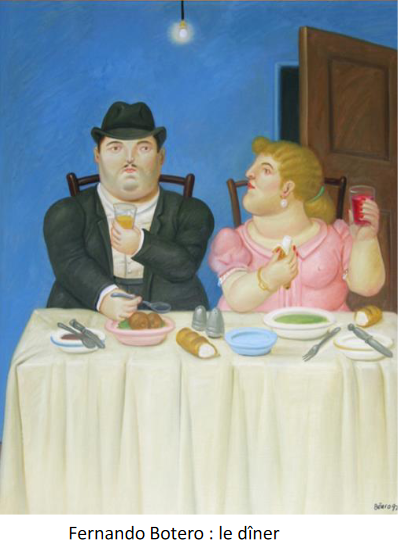 Fernando Botero : le dîner